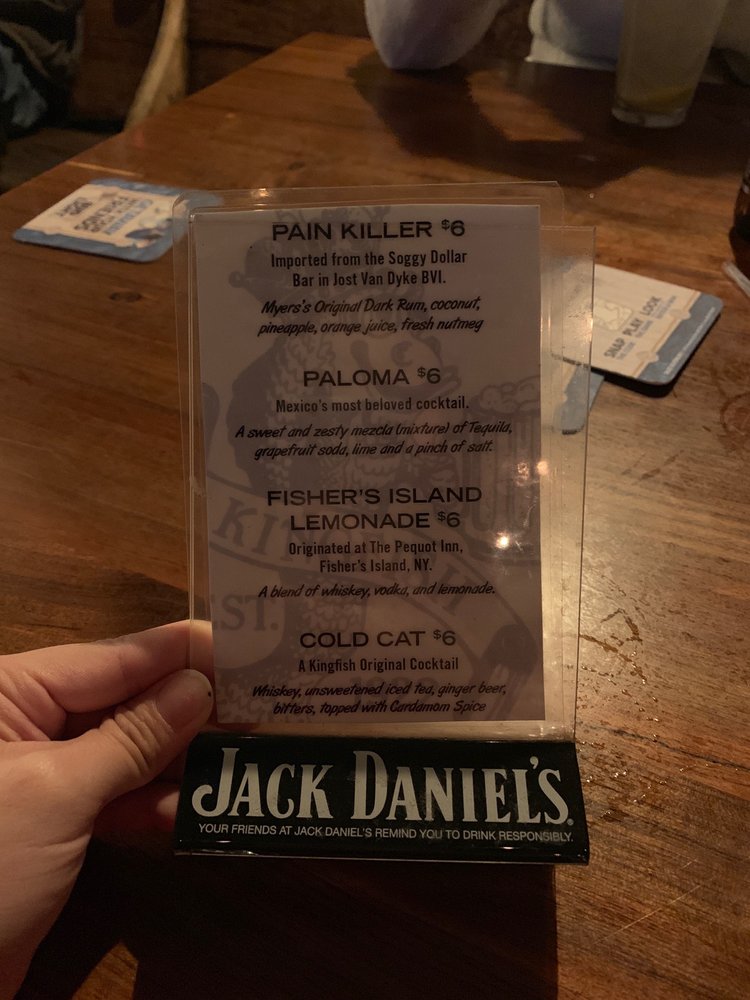 PAIN KILLER $6
Imported from the Soggy Dollar
Bar in Jost Van Dyke BVI.
Myers's Original Dark Rum, coconut,
pineapple, orange juice, fresh nutmeg
PALOMA $6
Mexico's most beloved cocktail.
A sweet and zesty mezcla (mixture) of Tequila,
grapefruit soda, lime and a pinch of salt.
FISHER'S ISLAND
LEMONADE $6
Originated at The Pequot Inn,
Fisher's Island, NY.
A blend of whiskey, vodka, and lemonade.
COLD CAT $6
A Kingfish Original Cocktail
Whiskey, unsweetened iced tea, ginger beer,
bitters, topped with Cardamom Spice
EST.
JACK DANIEL'S.
YOUR FRIENDS AT JACK DANIEL'S REMIND YOU TO DRINK RESPONSIBLY.
SNAP PLAY LOOK